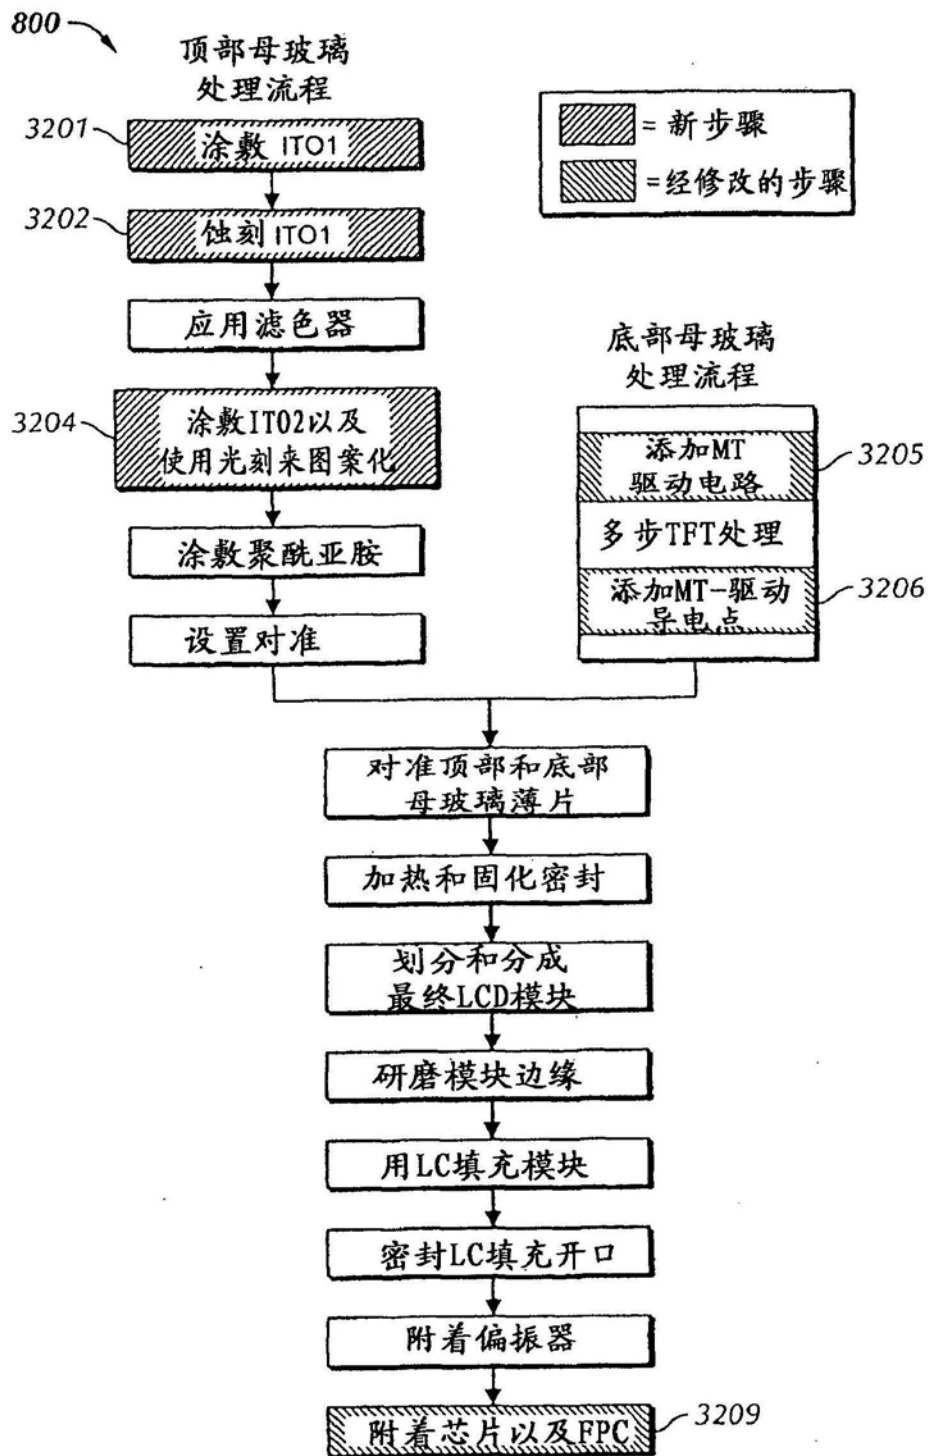 800
顶部母玻璃
处理流程
3201
涂敷 ITO1
3202
蚀刻 ITO1
应用滤色器
3204
涂敷ITO2以及
使用光刻来图案化
涂敷聚酰亚胺
设置对准
= 新步骤
=经修改的步骤
底部母玻璃
处理流程
添加MT
驱动电路
3205
多步TFT处理
添加MT-驱动
导电点
3206
对准顶部和底部
母玻璃薄片
加热和固化密封
划分和分成
最终LCD模块
研磨模块边缘
用LC填充模块
密封LC填充开口
附着偏振器
附着芯片以及FPC
3209